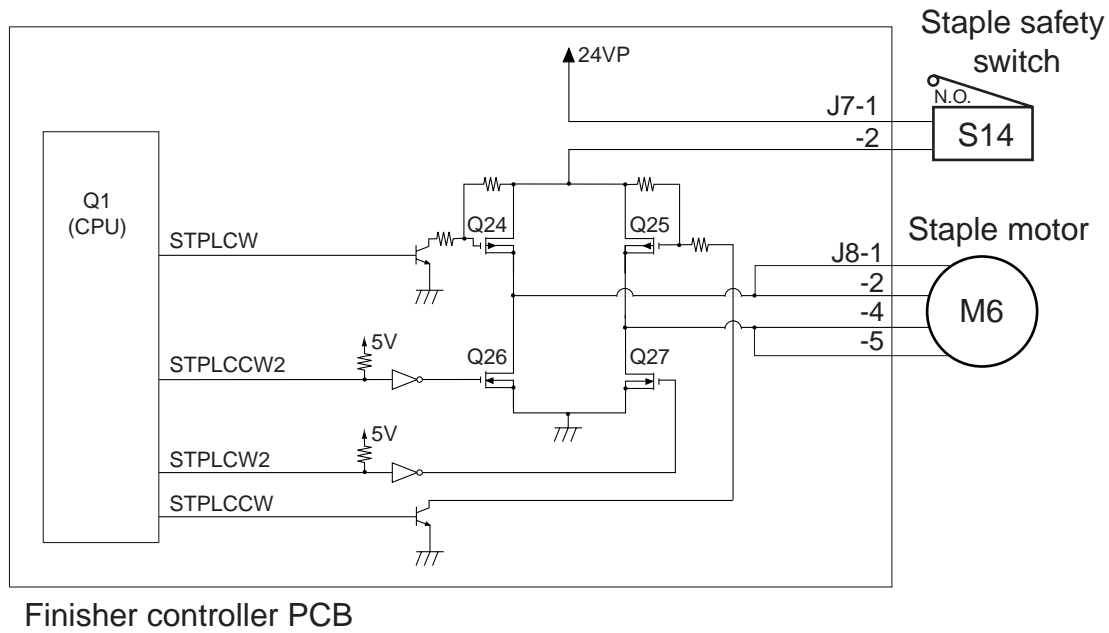 Staple safety
switch
24VP
N.O.
J7-1
-2
S14
Q1
(CPU)
Q24
Q25
STPLCW
Staple motor
J8-1
-2
-4
-5
M6
5V
STPLCCW2
Q26
Q27
5V
STPLCW2
STPLCCW
Finisher controller PCB